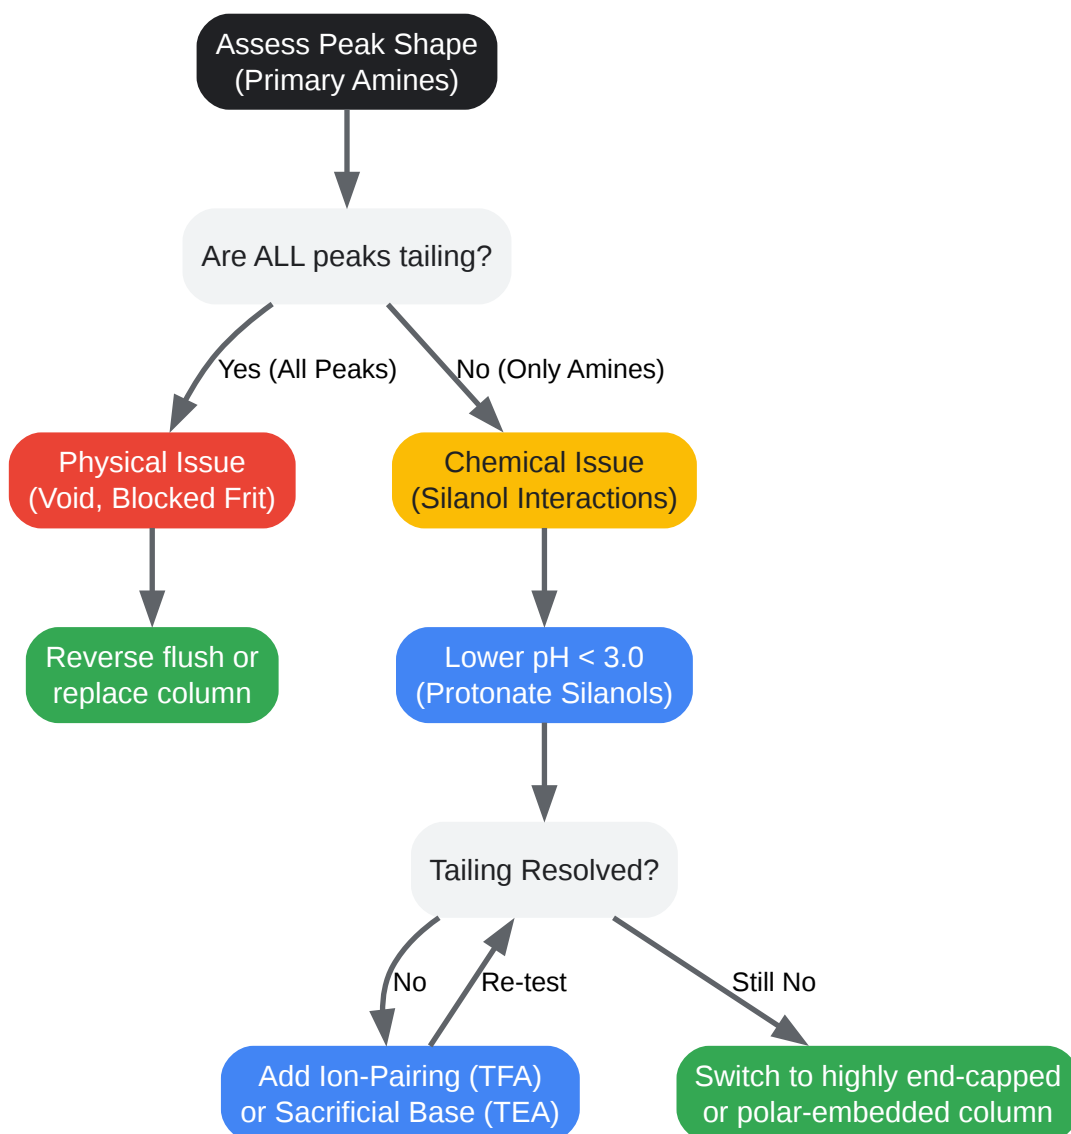 Assess Peak Shape
(Primary Amines)
Are ALL peaks tailing?
Yes (All Peaks)
No (Only Amines)
Physical Issue
(Void, Blocked Frit)
Chemical Issue
(Silanol Interactions)
Reverse flush or
replace column
Lower pH < 3.0
(Protonate Silanols)
Tailing Resolved?
No
Re-test
Still No
Add Ion-Pairing (TFA)
or Sacrificial Base (TEA)
Switch to highly end-capped
or polar-embedded column